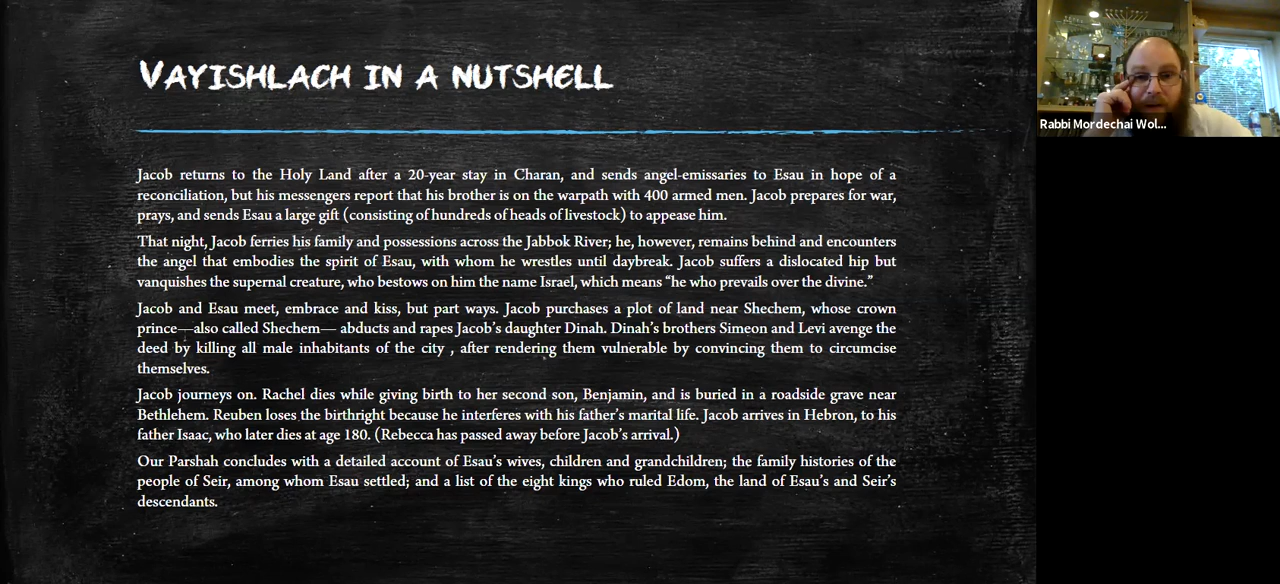 VAYISHLACH IN A NUTSHELL
Jacob returns to the Holy Land after a 20-year stay in Charan, and sends angel-emissaries to Esau in hope of a
reconciliation, but his messengers report that his brother is on the warpath with 400 armed men. Jacob prepares for war,
prays, and sends Esau a large gift (consisting of hundreds of heads of livestock) to appease him.
That night, Jacob ferries his family and possessions across the Jabbok River; he, however, remains behind and encounters
the angel that embodies the spirit of Esau, with whom he wrestles until daybreak. Jacob suffers a dislocated hip but
vanquishes the supernal creature, who bestows on him the name Israel, which means “he who prevails over the divine.”
Jacob and Esau meet, embrace and kiss, but part ways. Jacob purchases a plot of land near Shechem, whose crown
prince—also called Shechem— abducts and rapes Jacob’s daughter Dinah. Dinah’s brothers Simeon and Levi avenge the
deed by killing all male inhabitants of the city , after rendering them vulnerable by convincing them to circumcise
themselves.
Jacob journeys on. Rachel dies while giving birth to her second son, Benjamin, and is buried in a roadside grave near
Bethlehem. Reuben loses the birthright because he interferes with his father’s marital life. Jacob arrives in Hebron, to his
father Isaac, who later dies at age 180. (Rebecca has passed away before Jacob’s arrival.)
Our Parshah concludes with a detailed account of Esau’s wives, children and grandchildren; the family histories of the
people of Seir, among whom Esau settled; and a list of the eight kings who ruled Edom, the land of Esau’s and Seir’s
descendants.
Rabbi Mordechai Wol...